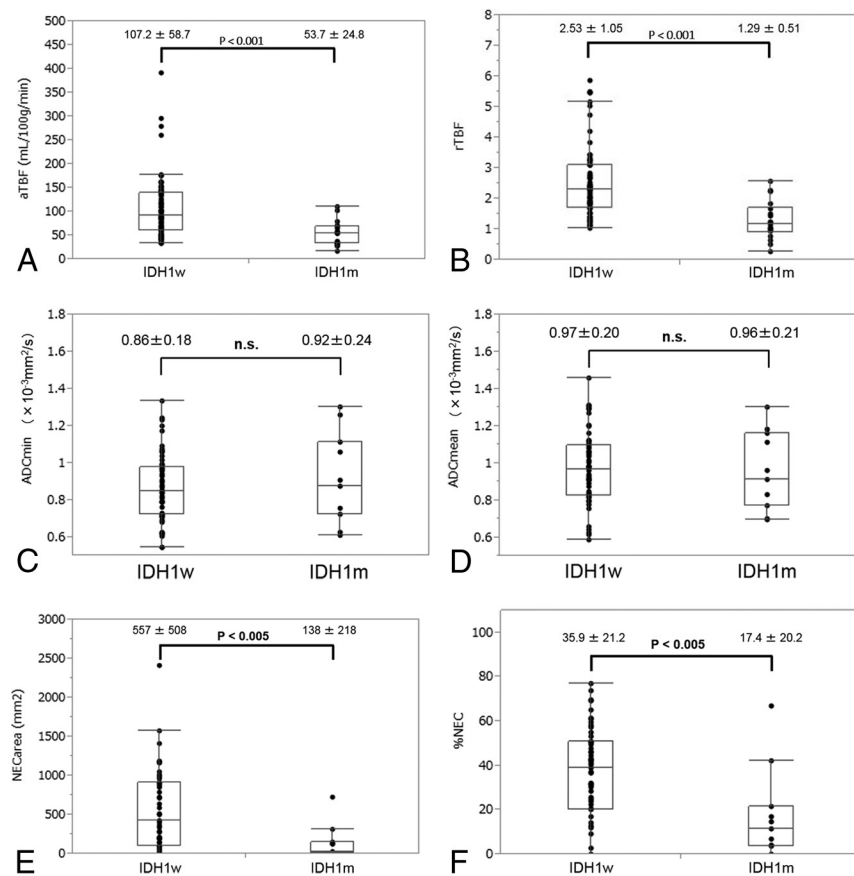 500
450
400
350
300
250
200
150
100
50
0
aTBF (mL/100g/min)
107.2 ± 58.7
53.7 ± 24.8
P < 0.001
IDH1w
IDH1m
A
8
7
6
5
4
3
2
1
0
rTBF
2.53 ± 1.05
1.29 ± 0.51
P < 0.001
IDH1w
IDH1m
B
1.8
1.6
1.4
1.2
1
0.8
0.6
ADCmin (×10-3mm2/s)
0.86±0.18
0.92±0.24
n.s.
IDH1w
IDH1m
C
1.8
1.6
1.4
1.2
1
0.8
0.6
ADCmean (×10-3mm2/s)
0.97±0.20
0.96±0.21
n.s.
IDH1w
IDH1m
D
3000
2500
2000
1500
1000
500
0
NECarea (mm2)
557 ± 508
138 ± 218
P < 0.005
IDH1w
IDH1m
E
100
80
60
40
20
0
%NEC
35.9 ± 21.2
17.4 ± 20.2
P < 0.005
IDH1w
IDH1m
F